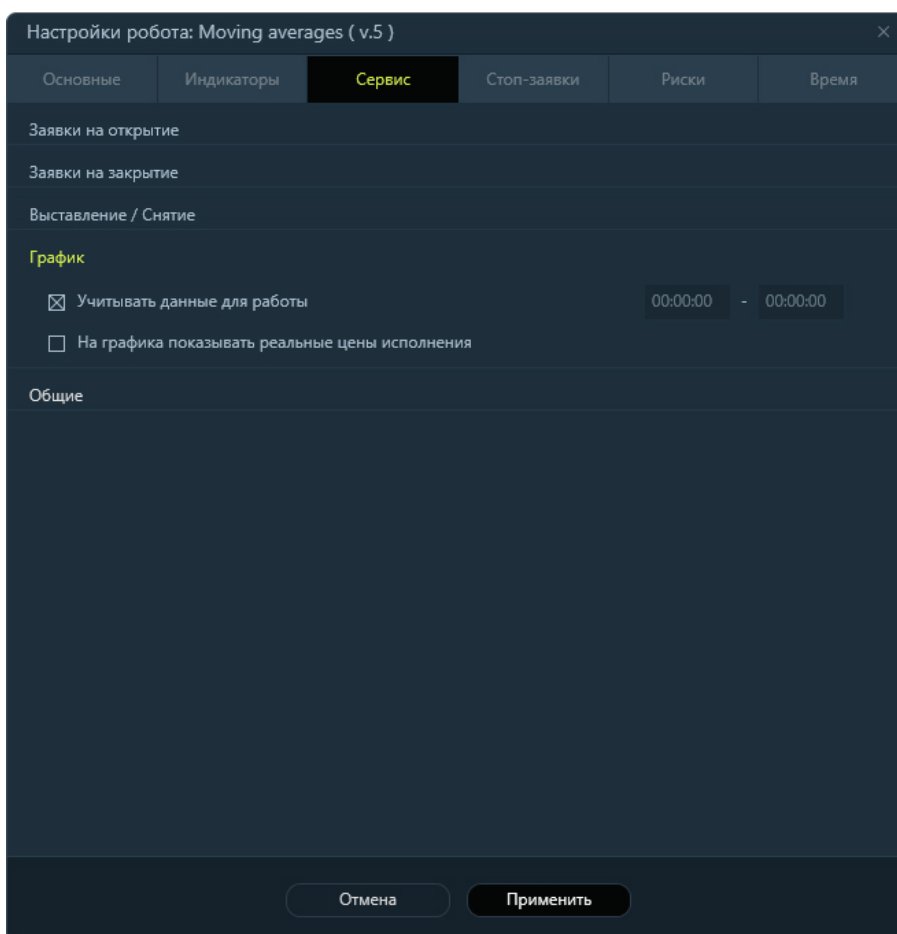 Настройки робота: Moving averages ( v.5 )
Основные Индикаторы Сервис Стоп-заявки Риски Время
Заявки на открытие
Заявки на закрытие
Выставление / Снятие
График
Учитывать данные для работы 00:00:00 - 00:00:00
На графика показывать реальные цены исполнения
Общие
Отмена Применить